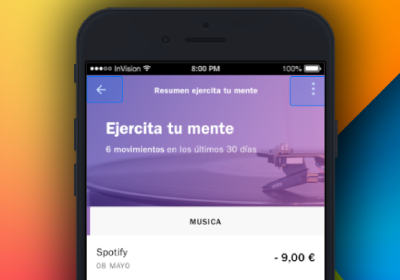 InVision
8:00 PM
100%
Resumen ejercita tu mente
Ejercita tu mente
6 movimientos en los últimos 30 días
MUSICA
Spotify
- 9,00 €
08 MAYO